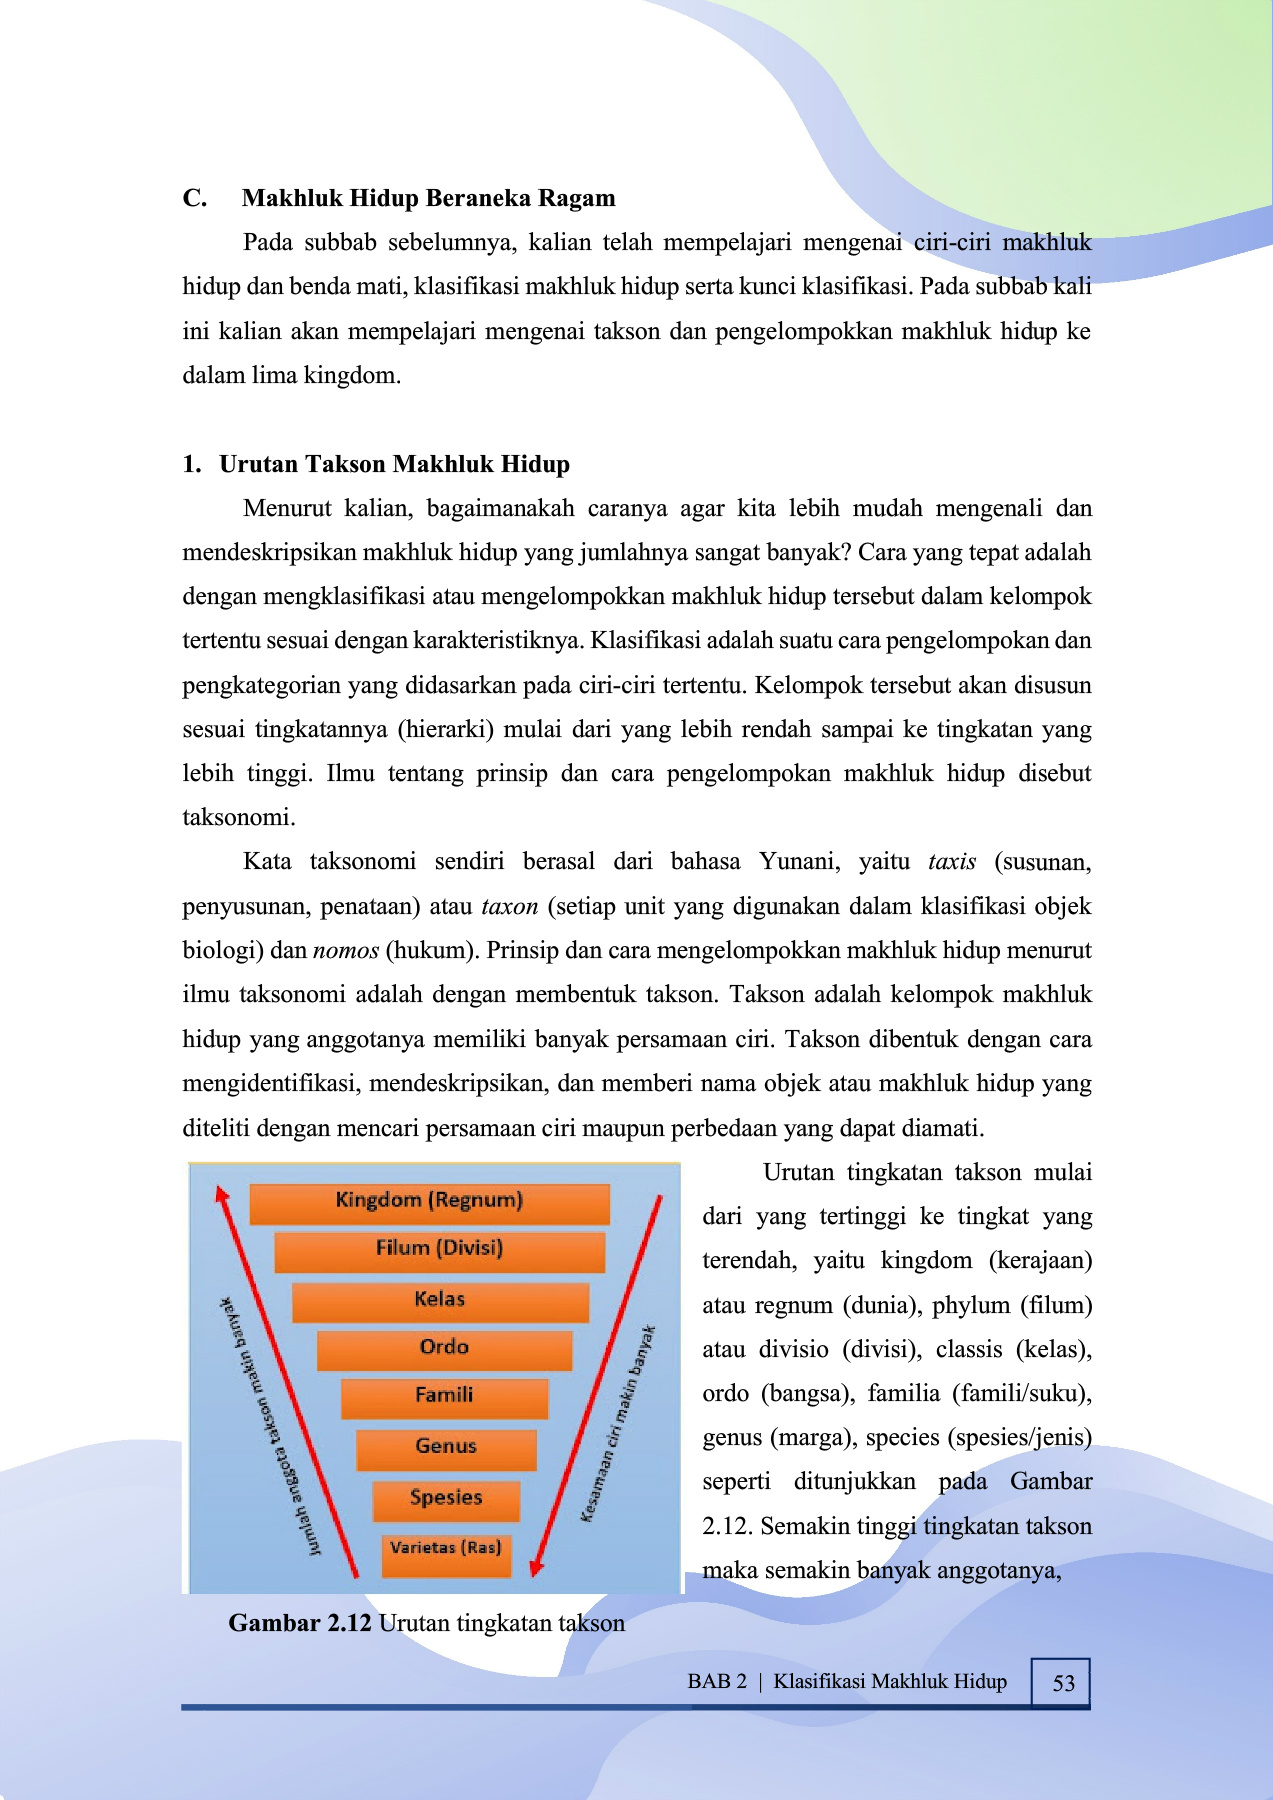 C. Makhluk Hidup Beraneka Ragam
Pada subbab sebelumnya, kalian telah mempelajari mengenai ciri-ciri makhluk
hidup dan benda mati, klasifikasi makhluk hidup serta kunci klasifikasi. Pada subbab kali
ini kalian akan mempelajari mengenai takson dan pengelompokkan makhluk hidup ke
dalam lima kingdom.
1. Urutan Takson Makhluk Hidup
Menurut kalian, bagaimanakah caranya agar kita lebih mudah mengenali dan
mendeskripsikan makhluk hidup yang jumlahnya sangat banyak? Cara yang tepat adalah
dengan mengklasifikasi atau mengelompokkan makhluk hidup tersebut dalam kelompok
tertentu sesuai dengan karakteristiknya. Klasifikasi adalah suatu cara pengelompokan dan
pengkategorian yang didasarkan pada ciri-ciri tertentu. Kelompok tersebut akan disusun
sesuai tingkatannya (hierarki) mulai dari yang lebih rendah sampai ke tingkatan yang
lebih tinggi. Ilmu tentang prinsip dan cara pengelompokan makhluk hidup disebut
taksonomi.
Kata taksonomi sendiri berasal dari bahasa Yunani, yaitu taxis (susunan,
penyusunan, penataan) atau taxon (setiap unit yang digunakan dalam klasifikasi objek
biologi) dan nomos (hukum). Prinsip dan cara mengelompokkan makhluk hidup menurut
ilmu taksonomi adalah dengan membentuk takson. Takson adalah kelompok makhluk
hidup yang anggotanya memiliki banyak persamaan ciri. Takson dibentuk dengan cara
mengidentifikasi, mendeskripsikan, dan memberi nama objek atau makhluk hidup yang
diteliti dengan mencari persamaan ciri maupun perbedaan yang dapat diamati.
Kingdom (Regnum)
Filum (Divisi)
Kelas
Ordo
Famili
Genus
Spesies
Varietas (Ras)
Jumlah anggota takson makin banyak
Kesamaan ciri makin banyak
Gambar 2.12 Urutan tingkatan takson
Urutan tingkatan takson mulai
dari yang tertinggi ke tingkat yang
terendah, yaitu kingdom (kerajaan)
atau regnum (dunia), phylum (filum)
atau divisio (divisi), classis (kelas),
ordo (bangsa), familia (famili/suku),
genus (marga), species (spesies/jenis)
seperti ditunjukkan pada Gambar
2.12. Semakin tinggi tingkatan takson
maka semakin banyak anggotanya,
BAB 2 | Klasifikasi Makhluk Hidup 53